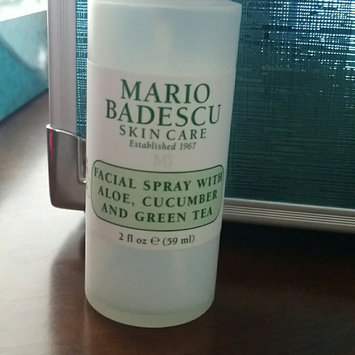 MARIO
BADESCU
SKIN CARE
Established 1967
MB
FACIAL SPRAY WITH
ALOE, CUCUMBER
AND GREEN TEA
2 fl oz ℮ (59 ml)